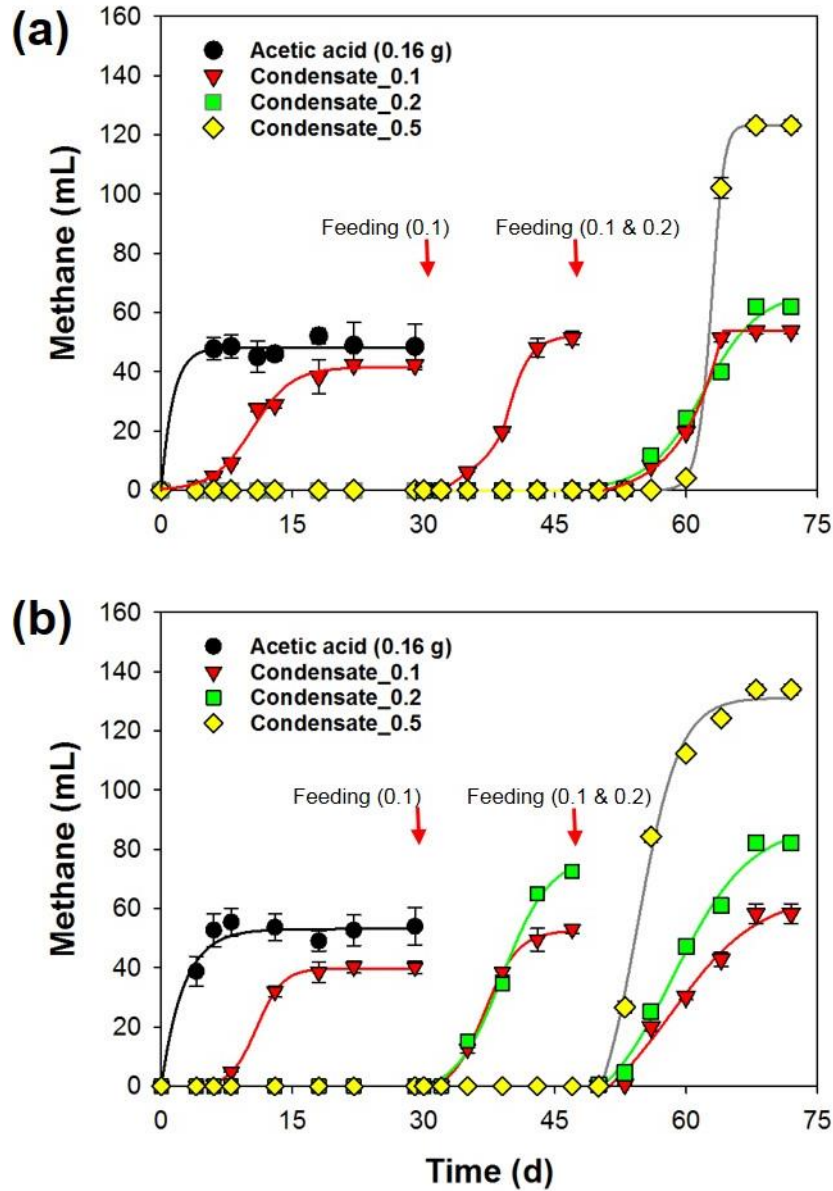 (a)
160
140
120
100
80
60
40
20
0
Methane (mL)
Acetic acid (0.16 g)
Condensate_0.1
Condensate_0.2
Condensate_0.5
Feeding (0.1)
Feeding (0.1 & 0.2)
0
15
30
45
60
75
(b)
160
140
120
100
80
60
40
20
0
Methane (mL)
Acetic acid (0.16 g)
Condensate_0.1
Condensate_0.2
Condensate_0.5
Feeding (0.1)
Feeding (0.1 & 0.2)
0
15
30
45
60
75
Time (d)